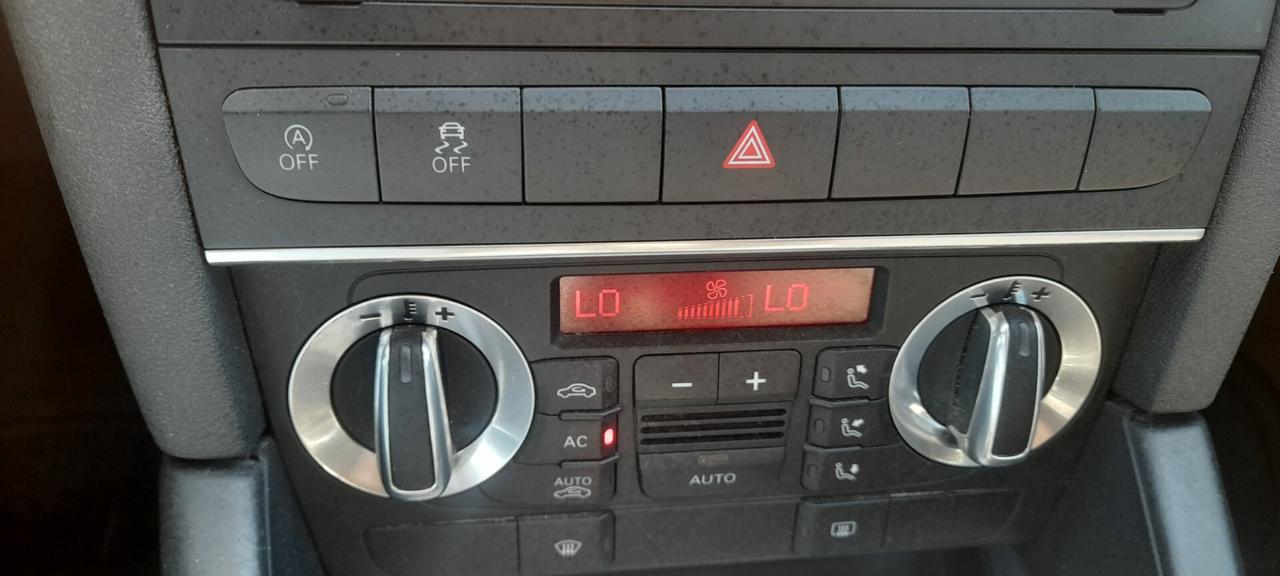 A
OFF
OFF
LO LO
- +
- +
- +
AC
AUTO
AUTO